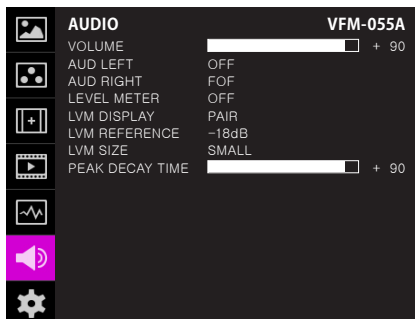 AUDIO VFM-055A
VOLUME + 90
AUD LEFT OFF
AUD RIGHT FOF
LEVEL METER OFF
LVM DISPLAY PAIR
LVM REFERENCE –18dB
LVM SIZE SMALL
PEAK DECAY TIME + 90